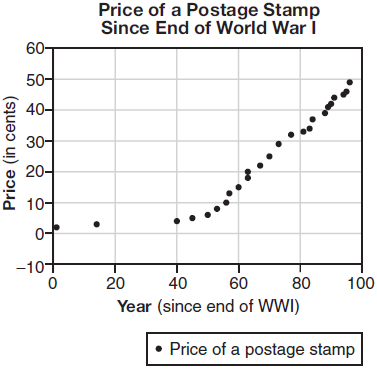 Price of a Postage Stamp
Since End of World War I
Price (in cents)
60
50
40
30
20
10
0
–10
0 20 40 60 80 100
Year (since end of WWI)
Price of a postage stamp